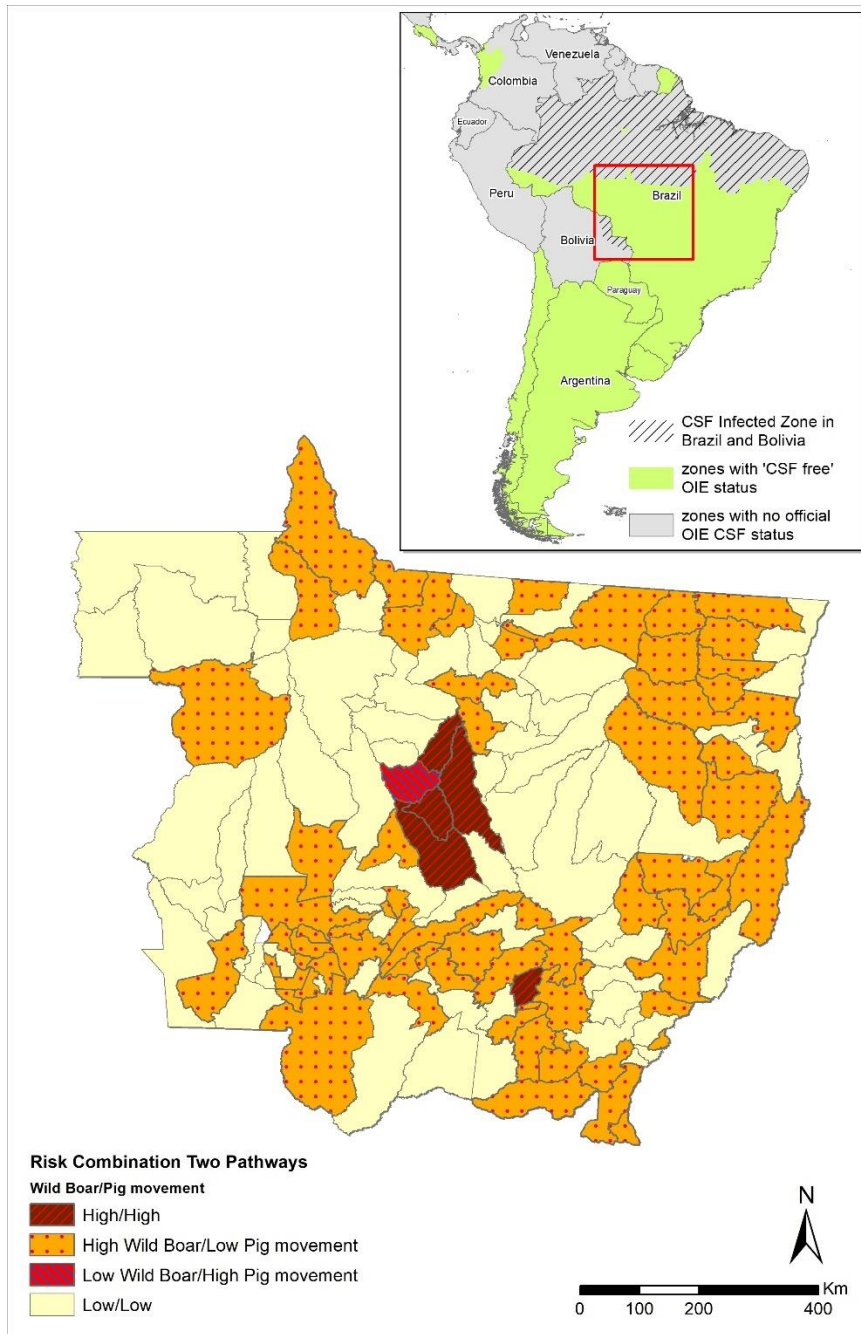 Venezuela
Colombia
Ecuador
Peru
Brazil
Bolivia
Paraguay
Argentina
CSF Infected Zone in
Brazil and Bolivia
zones with 'CSF free'
OIE status
zones with no official
OIE CSF status
Risk Combination Two Pathways
Wild Boar/Pig movement
High/High
High Wild Boar/Low Pig movement
Low Wild Boar/High Pig movement
Low/Low
N
Km
0 100 200 400